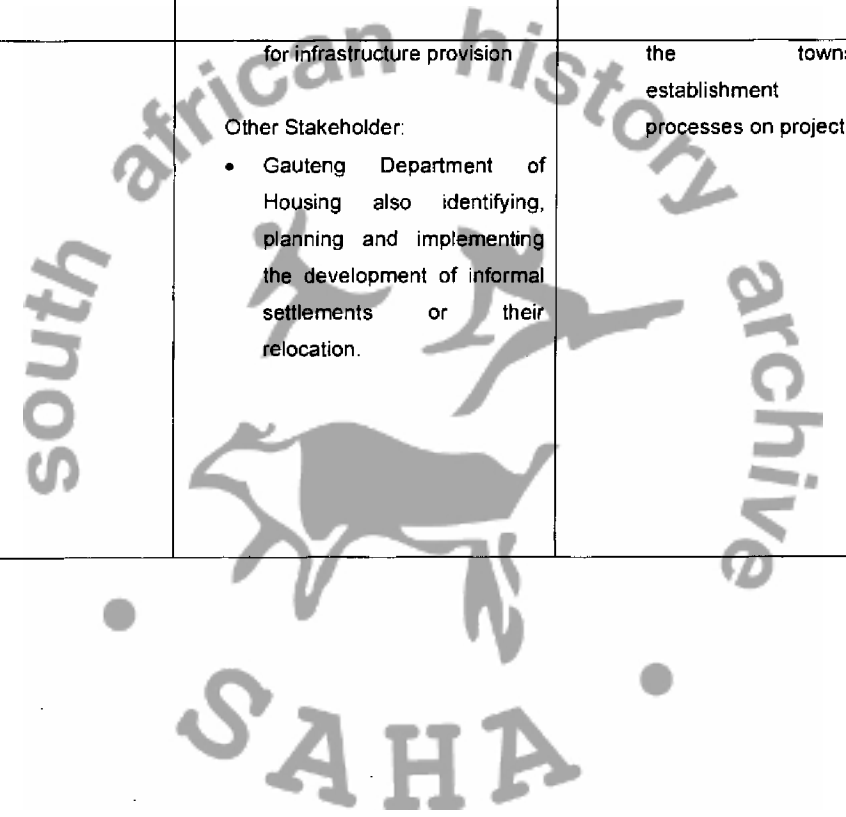 for infrastructure provision
Other Stakeholder:
• Gauteng Department of
Housing also identifying,
planning and implementing
the development of informal
settlements or their
relocation.
the towns
establishment
processes on project
south african history archive
SAHA